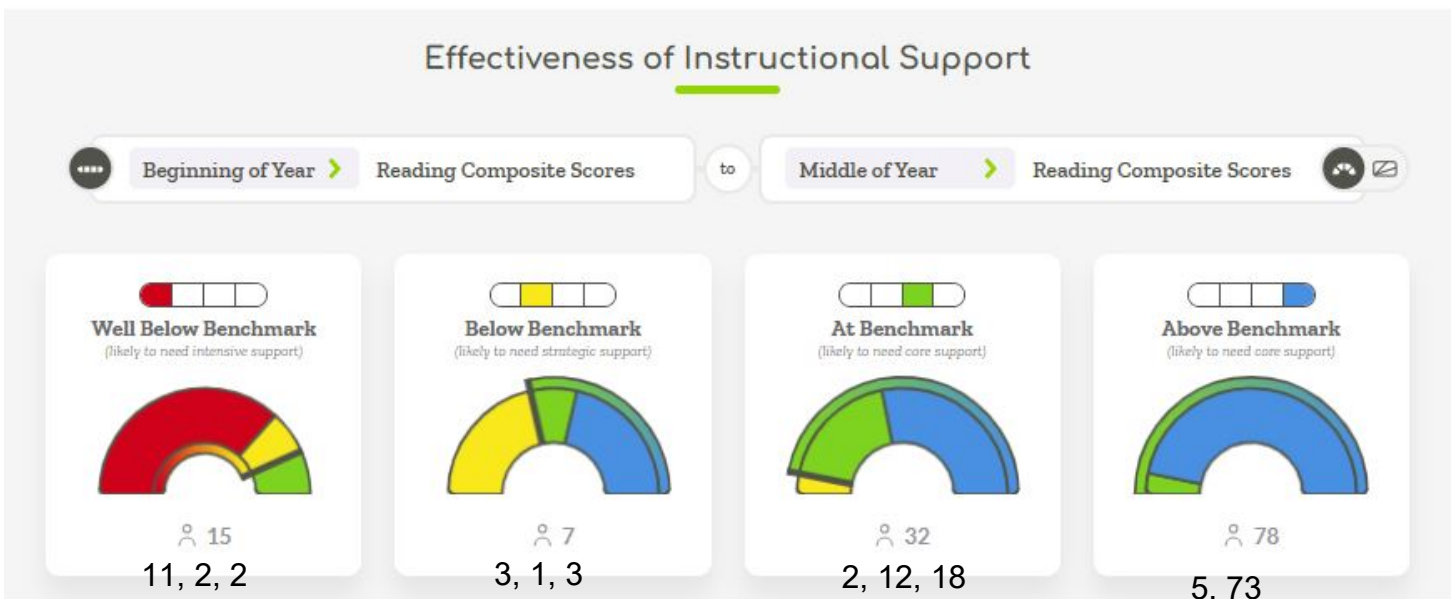 Effectiveness of Instructional Support
Beginning of Year > Reading Composite Scores to Middle of Year > Reading Composite Scores
Well Below Benchmark
(likely to need intensive support)
15
11, 2, 2
Below Benchmark
(likely to need strategic support)
7
3, 1, 3
At Benchmark
(likely to need core support)
32
2, 12, 18
Above Benchmark
(likely to need core support)
78
5, 73